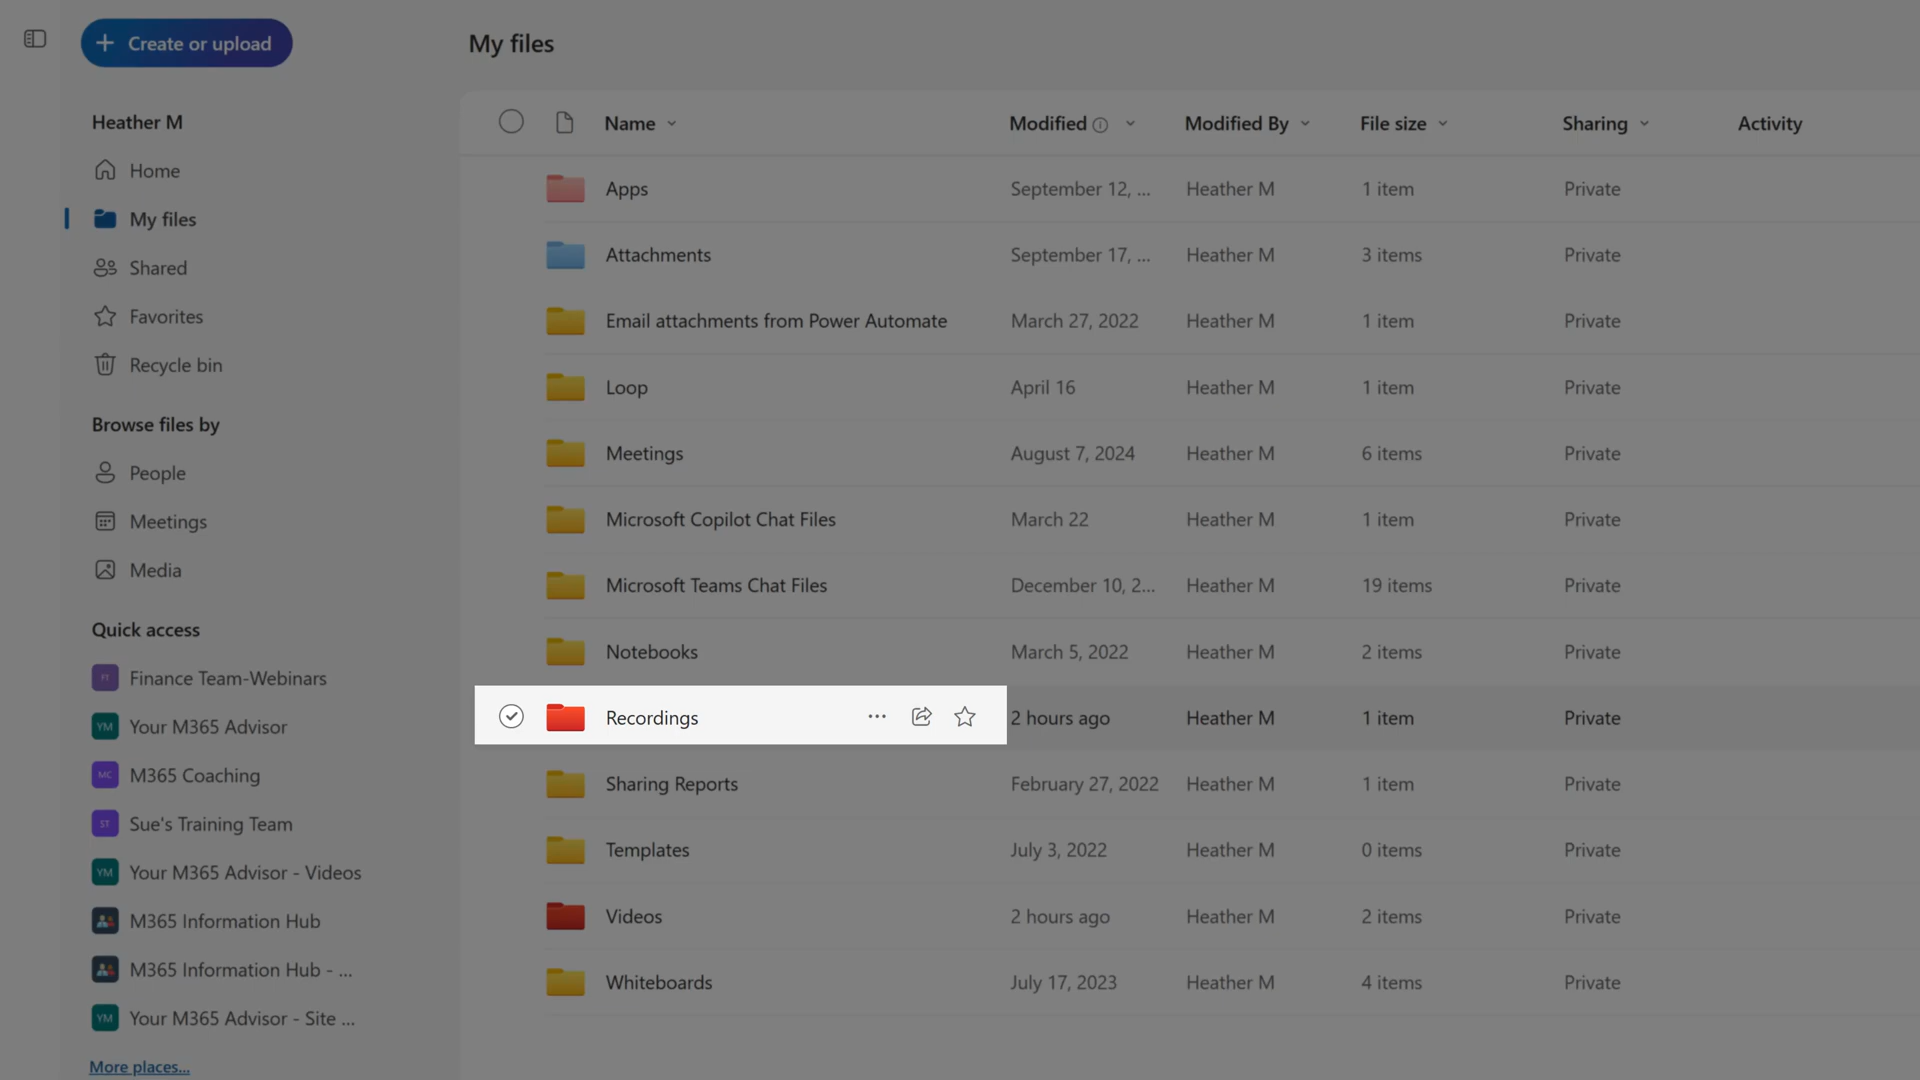 Create or upload
Heather M
Home
My files
Shared
Favorites
Recycle bin
Browse files by
People
Meetings
Media
Quick access
FT Finance Team-Webinars
YM Your M365 Advisor
MC M365 Coaching
ST Sue's Training Team
YM Your M365 Advisor - Videos
M365 Information Hub
M365 Information Hub - ...
YM Your M365 Advisor - Site ...
More places...
My files
Name Modified Modified By File size Sharing Activity
Apps September 12, ... Heather M 1 item Private
Attachments September 17, ... Heather M 3 items Private
Email attachments from Power Automate March 27, 2022 Heather M 1 item Private
Loop April 16 Heather M 1 item Private
Meetings August 7, 2024 Heather M 6 items Private
Microsoft Copilot Chat Files March 22 Heather M 1 item Private
Microsoft Teams Chat Files December 10, 2... Heather M 19 items Private
Notebooks March 5, 2022 Heather M 2 items Private
Recordings 2 hours ago Heather M 1 item Private
Sharing Reports February 27, 2022 Heather M 1 item Private
Templates July 3, 2022 Heather M 0 items Private
Videos 2 hours ago Heather M 2 items Private
Whiteboards July 17, 2023 Heather M 4 items Private